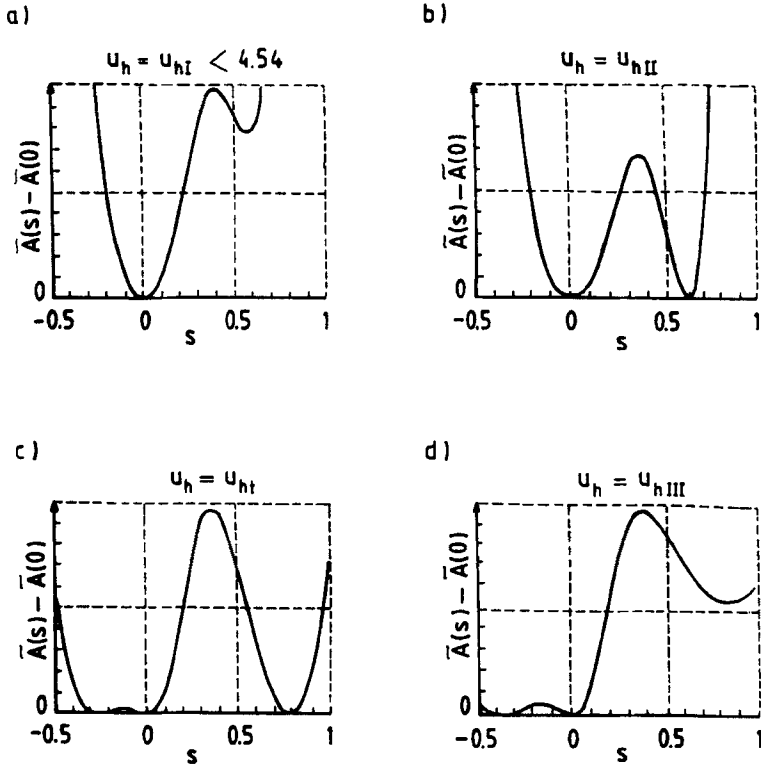 a)
u_h = u_hI < 4.54
A̅(s) – A̅(0)
0
-0.5 0 0.5 1
s
b)
u_h = u_hII
A̅(s) – A̅(0)
0
-0.5 0 0.5 1
s
c)
u_h = u_ht
A̅(s) – A̅(0)
0
-0.5 0 0.5 1
s
d)
u_h = u_hIII
A̅(s) – A̅(0)
0
-0.5 0 0.5 1
s